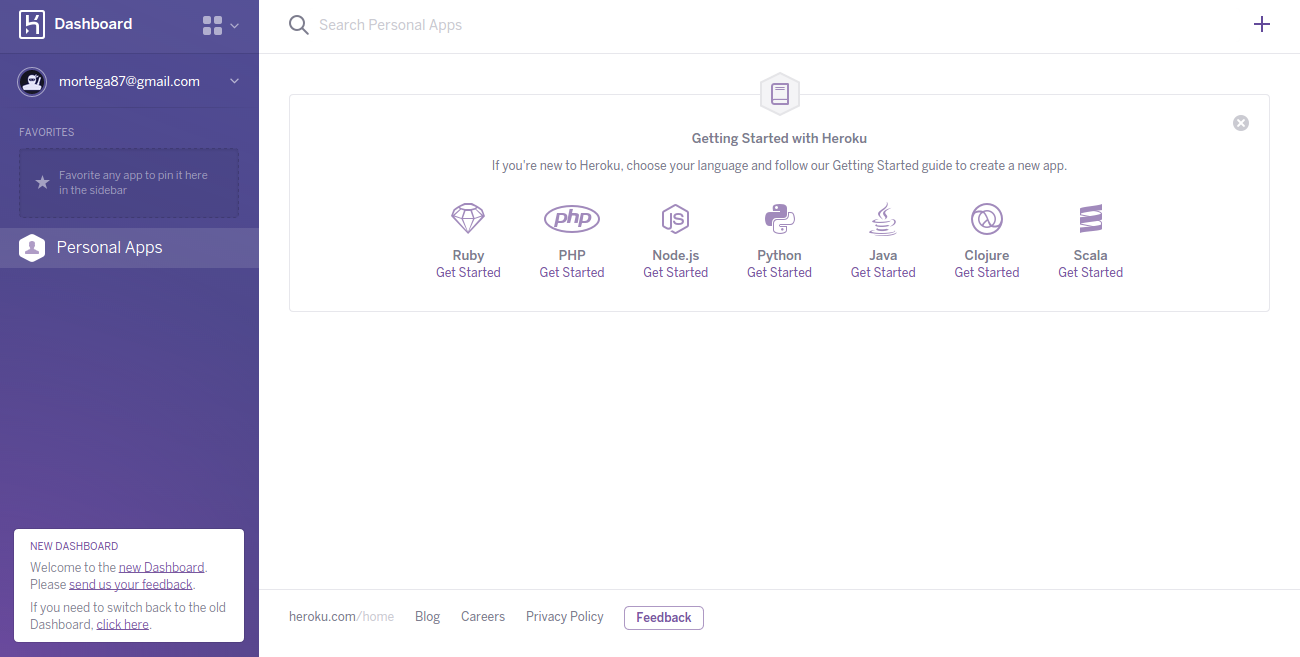 Dashboard
Search Personal Apps
mortega87@gmail.com
FAVORITES
Favorite any app to pin it here
in the sidebar
Personal Apps
Getting Started with Heroku
If you're new to Heroku, choose your language and follow our Getting Started guide to create a new app.
php
JS
Ruby
PHP
Node.js
Python
Java
Clojure
Scala
Get Started
Get Started
Get Started
Get Started
Get Started
Get Started
Get Started
NEW DASHBOARD
Welcome to the new Dashboard.
Please send us your feedback.
If you need to switch back to the old
Dashboard, click here.
heroku.com/home
Blog
Careers
Privacy Policy
Feedback